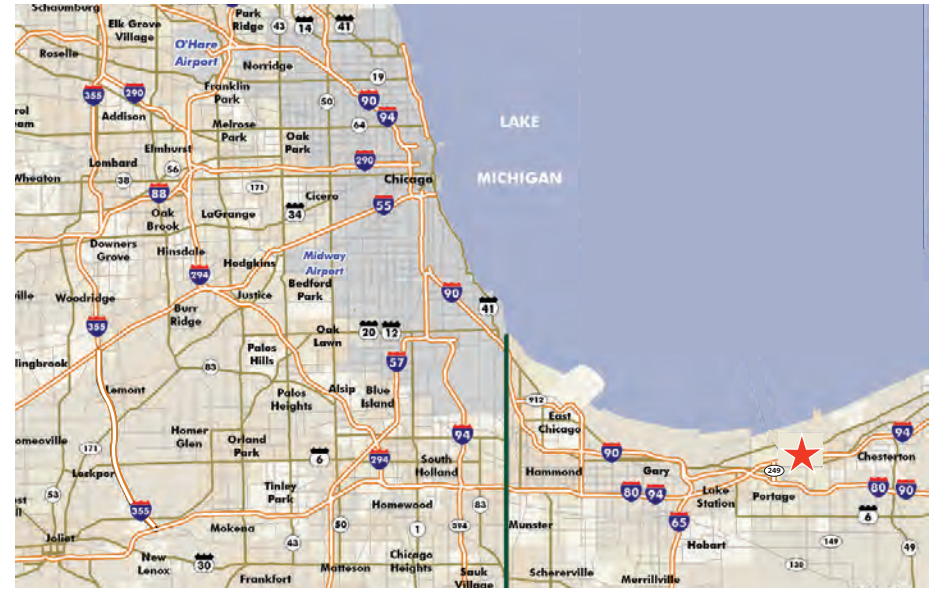 Schaumburg
Elk Grove
Village
Park
Ridge
43
14
41
O'Hare
Airport
Roselle
Norridge
19
355
290
Franklin
Park
90
50
94
Addison
Melrose
Park
64
Oak
Park
Elmhurst
LAKE
Lombard
56
290
Wheaton
38
88
171
Chicago
MICHIGAN
Cicero
55
34
Oak
Brook
LaGrange
Downers
Grove
Hinsdale
Hodgkins
Midway
Airport
294
Bedford
Park
Justice
90
41
ville
Woodridge
Burr
Ridge
355
Oak
Lawn
20
12
Palos
Hills
57
lingbrook
83
Lemont
Palos
Heights
Alsip
Blue
Island
912
East
Chicago
Homer
Glen
Orland
Park
94
90
94
omeoville
171
6
294
South
Holland
Hammond
Gary
249
Chesterton
Lockport
Tinley
Park
80
94
Lake
Station
Portage
80
90
53
355
Homewood
83
65
6
Mokena
50
1
394
Munster
Joliet
43
Hobart
149
49
New
Lenox
30
Matteson
Chicago
Heights
Sauk
Village
Schererville
130
Frankfort
Merrillville